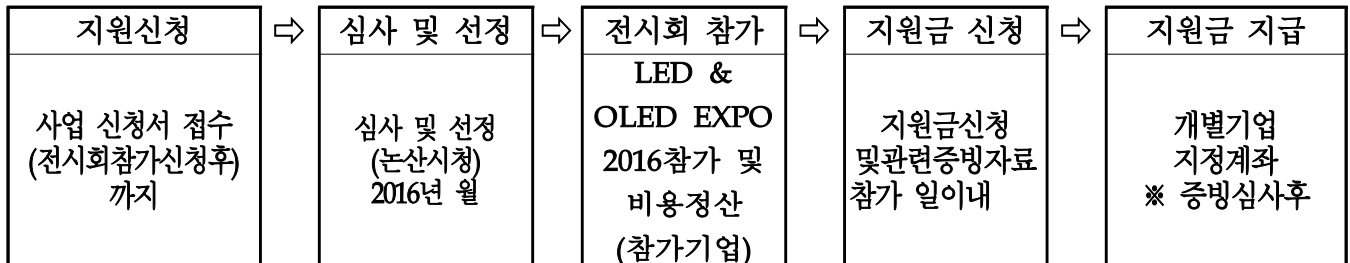 지원신청 ⇨ 심사 및 선정 ⇨ 전시회 참가 ⇨ 지원금 신청 ⇨ 지원금 지급
사업 신청서 접수
(전시회참가신청후)
까지
심사 및 선정
(논산시청)
2016년 월
LED &
OLED EXPO
2016참가 및
비용정산
(참가기업)
지원금신청
및관련증빙자료
참가 일이내
개별기업
지정계좌
※ 증빙심사후